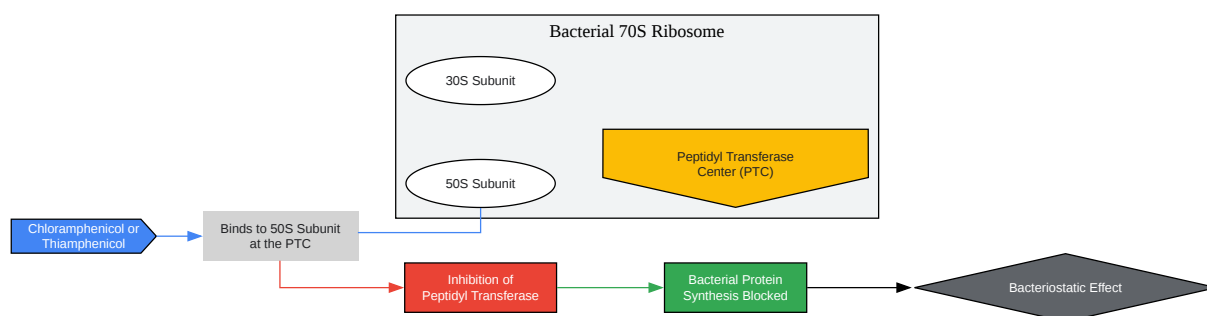 Bacterial 70S Ribosome
30S Subunit
Peptidyl Transferase
Center (PTC)
50S Subunit
Chloramphenicol or
Thiamphenicol
Binds to 50S Subunit
at the PTC
Inhibition of
Peptidyl Transferase
Bacterial Protein
Synthesis Blocked
Bacteriostatic Effect